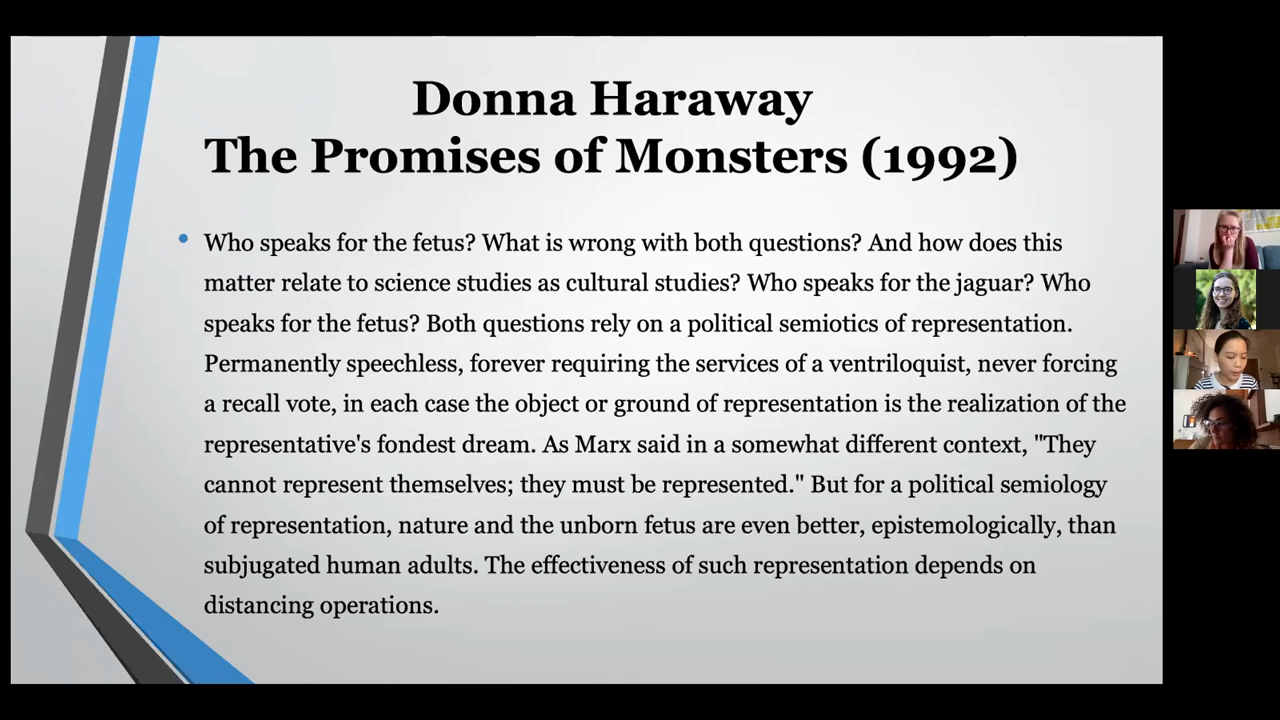 Donna Haraway
The Promises of Monsters (1992)
• Who speaks for the fetus? What is wrong with both questions? And how does this
matter relate to science studies as cultural studies? Who speaks for the jaguar? Who
speaks for the fetus? Both questions rely on a political semiotics of representation.
Permanently speechless, forever requiring the services of a ventriloquist, never forcing
a recall vote, in each case the object or ground of representation is the realization of the
representative's fondest dream. As Marx said in a somewhat different context, "They
cannot represent themselves; they must be represented." But for a political semiology
of representation, nature and the unborn fetus are even better, epistemologically, than
subjugated human adults. The effectiveness of such representation depends on
distancing operations.